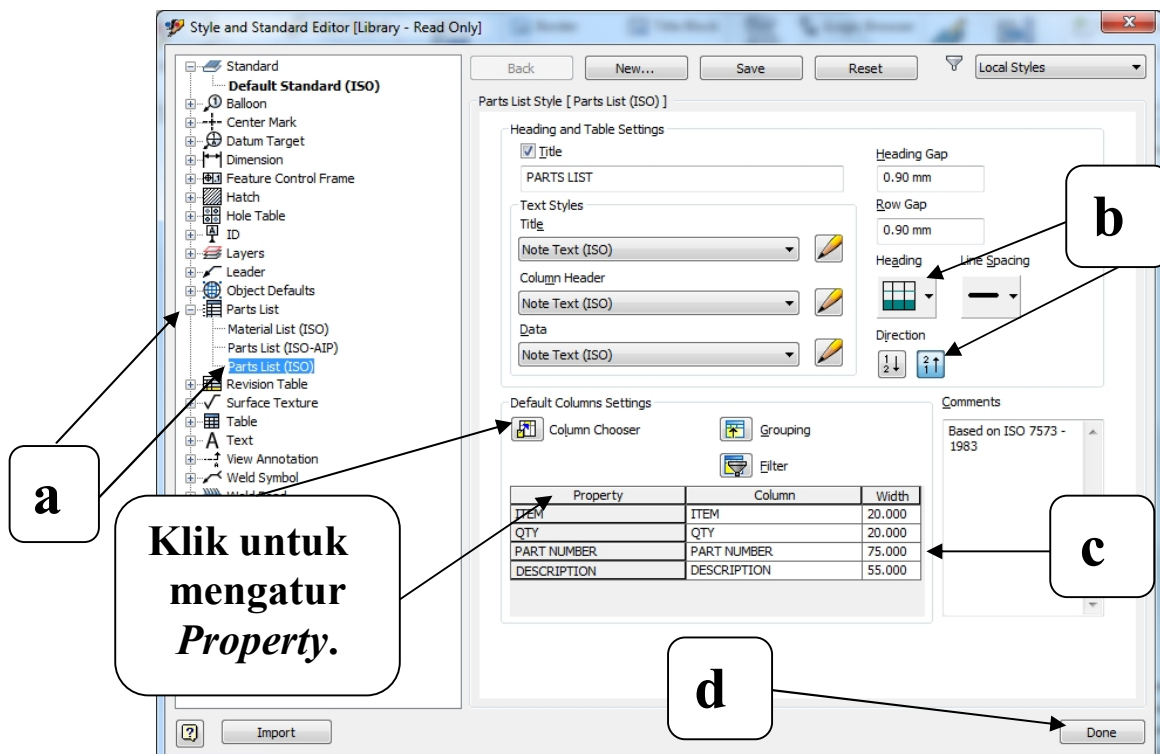 Style and Standard Editor [Library - Read Only]
Standard
Default Standard (ISO)
Balloon
Center Mark
Datum Target
Dimension
Feature Control Frame
Hatch
Hole Table
ID
Layers
Leader
Object Defaults
Parts List
Material List (ISO)
Parts List (ISO-AIP)
Parts List (ISO)
Revision Table
Surface Texture
Table
Text
View Annotation
Weld Symbol
Back New... Save Reset Local Styles
Parts List Style [ Parts List (ISO) ]
Heading and Table Settings
Title
PARTS LIST
Text Styles
Title
Note Text (ISO)
Column Header
Note Text (ISO)
Data
Note Text (ISO)
Heading Gap
0.90 mm
Row Gap
0.90 mm
Heading Line Spacing
Direction
Default Columns Settings
Column Chooser Grouping
Filter
Property Column Width
ITEM ITEM 20.000
QTY QTY 20.000
PART NUMBER PART NUMBER 75.000
DESCRIPTION DESCRIPTION 55.000
Comments
Based on ISO 7573 -
1983
a
b
c
d
Klik untuk
mengatur
Property.
Import Done